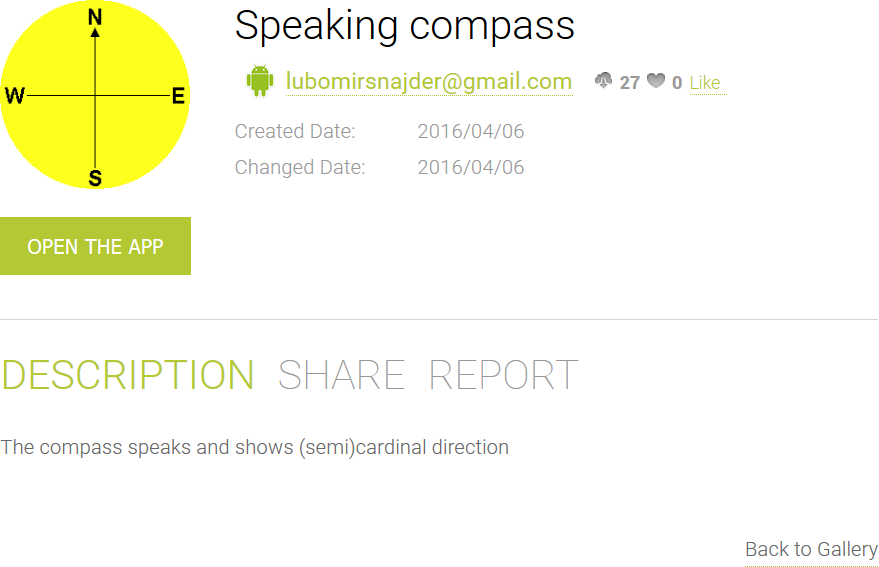 N
W E
S
Speaking compass
lubomirsnajder@gmail.com 27 0 Like
Created Date: 2016/04/06
Changed Date: 2016/04/06
OPEN THE APP
DESCRIPTION SHARE REPORT
The compass speaks and shows (semi)cardinal direction
Back to Gallery